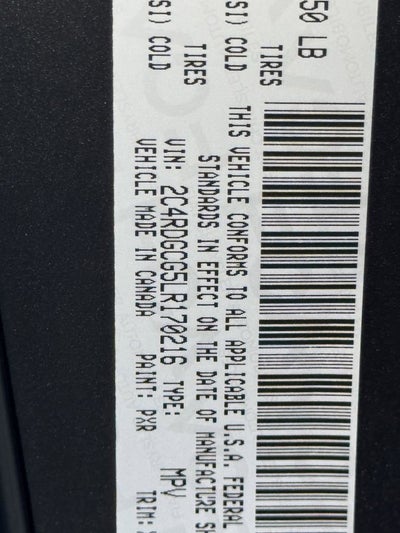 50 LB
TIRES
SI) COLD
TIRES
SI) COLD
THIS VEHICLE CONFORMS TO ALL APPLICABLE U.S.A. FEDERAL
STANDARDS IN EFFECT ON THE DATE OF MANUFACTURE SH
VIN: 2C4RDGCG5LR170216 TYPE: MPV
VEHICLE MADE IN CANADA PAINT: PXR TRIM: